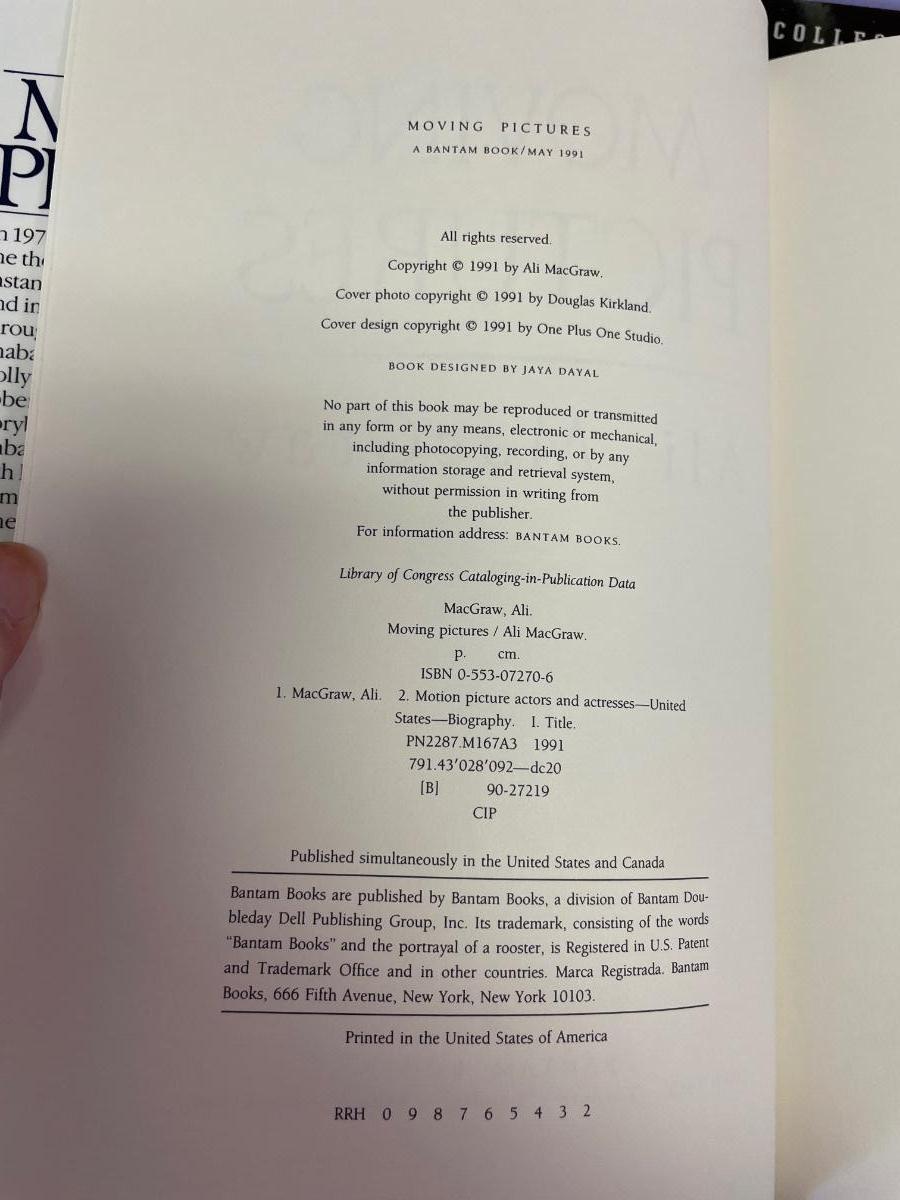 COLLE
MOVING PICTURES
A BANTAM BOOK/MAY 1991
All rights reserved.
Copyright © 1991 by Ali MacGraw.
Cover photo copyright © 1991 by Douglas Kirkland.
Cover design copyright © 1991 by One Plus One Studio.
BOOK DESIGNED BY JAYA DAYAL
No part of this book may be reproduced or transmitted
in any form or by any means, electronic or mechanical,
including photocopying, recording, or by any
information storage and retrieval system,
without permission in writing from
the publisher.
For information address: BANTAM BOOKS.
Library of Congress Cataloging-in-Publication Data
MacGraw, Ali.
Moving pictures / Ali MacGraw.
p. cm.
ISBN 0-553-07270-6
1. MacGraw, Ali. 2. Motion picture actors and actresses—United
States—Biography. I. Title.
PN2287.M167A3 1991
791.43′028′092—dc20
[B] 90-27219
CIP
Published simultaneously in the United States and Canada
Bantam Books are published by Bantam Books, a division of Bantam Dou-
bleday Dell Publishing Group, Inc. Its trademark, consisting of the words
“Bantam Books” and the portrayal of a rooster, is Registered in U.S. Patent
and Trademark Office and in other countries. Marca Registrada. Bantam
Books, 666 Fifth Avenue, New York, New York 10103.
Printed in the United States of America
RRH 0 9 8 7 6 5 4 3 2